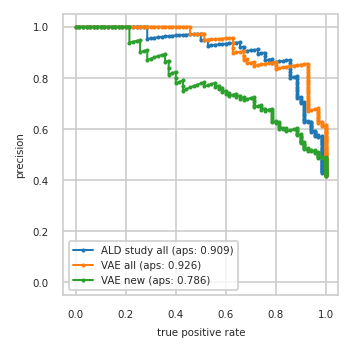 1.0
0.8
0.6
0.4
0.2
0.0
precision
ALD study all (aps: 0.909)
VAE all (aps: 0.926)
VAE new (aps: 0.786)
0.0 0.2 0.4 0.6 0.8 1.0
true positive rate